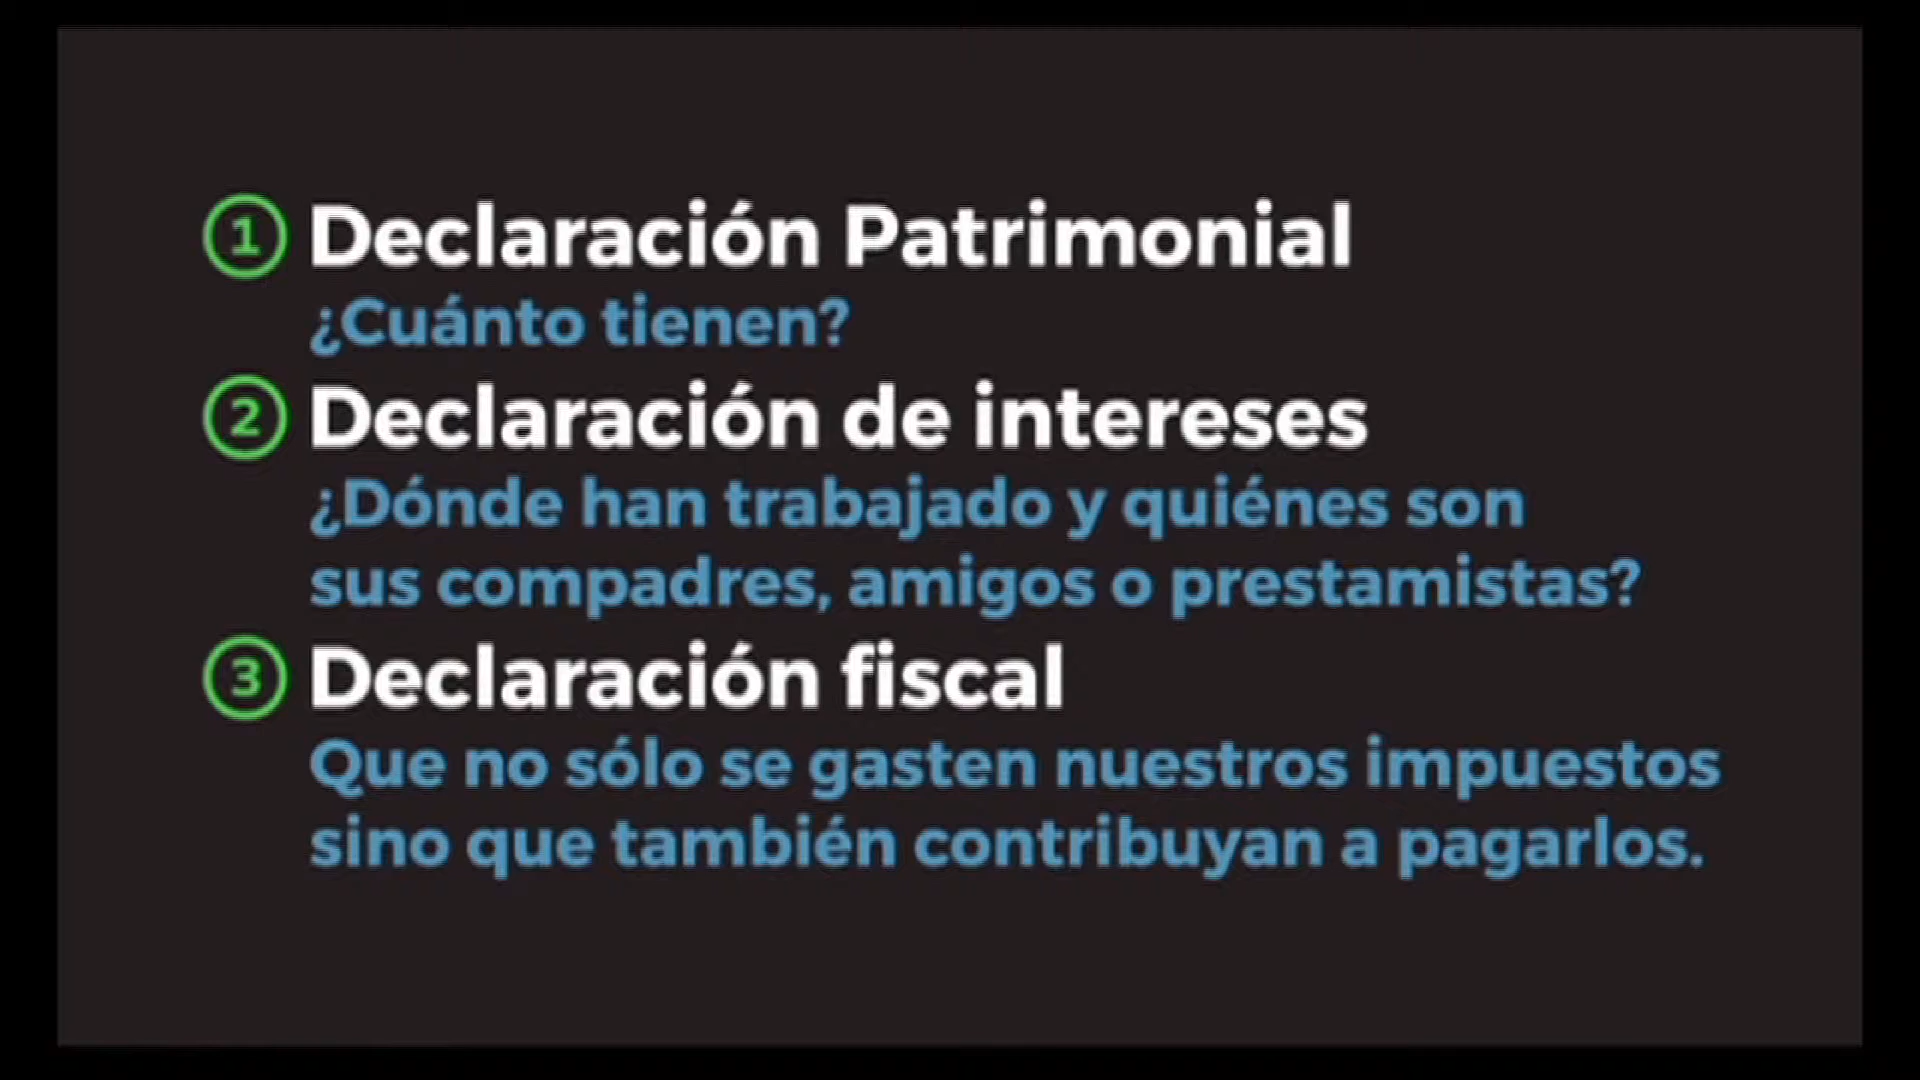 1 Declaración Patrimonial
¿Cuánto tienen?
2 Declaración de intereses
¿Dónde han trabajado y quiénes son
sus compadres, amigos o prestamistas?
3 Declaración fiscal
Que no sólo se gasten nuestros impuestos
sino que también contribuyan a pagarlos.